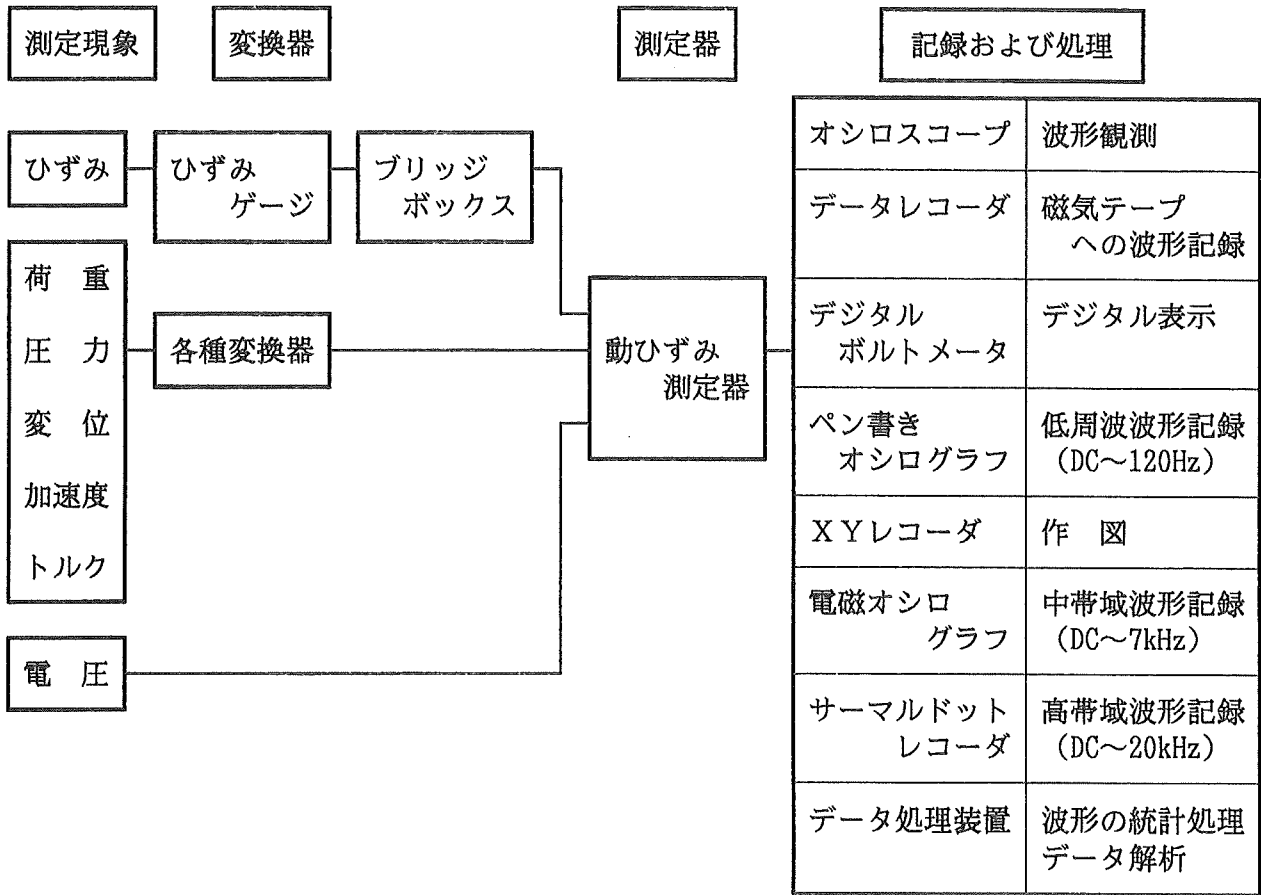 測定現象
変換器
測定器
記録および処理
ひずみ
ひずみ
ゲージ
ブリッジ
ボックス
荷　重
圧　力
変　位
加速度
トルク
各種変換器
電　圧
動ひずみ
測定器
オシロスコープ
波形観測
データレコーダ
磁気テープ
への波形記録
デジタル
ボルトメータ
デジタル表示
ペン書き
オシログラフ
低周波波形記録
(DC～120Hz)
ＸＹレコーダ
作　図
電磁オシロ
グラフ
中帯域波形記録
(DC～7kHz)
サーマルドット
レコーダ
高帯域波形記録
(DC～20kHz)
データ処理装置
波形の統計処理
データ解析